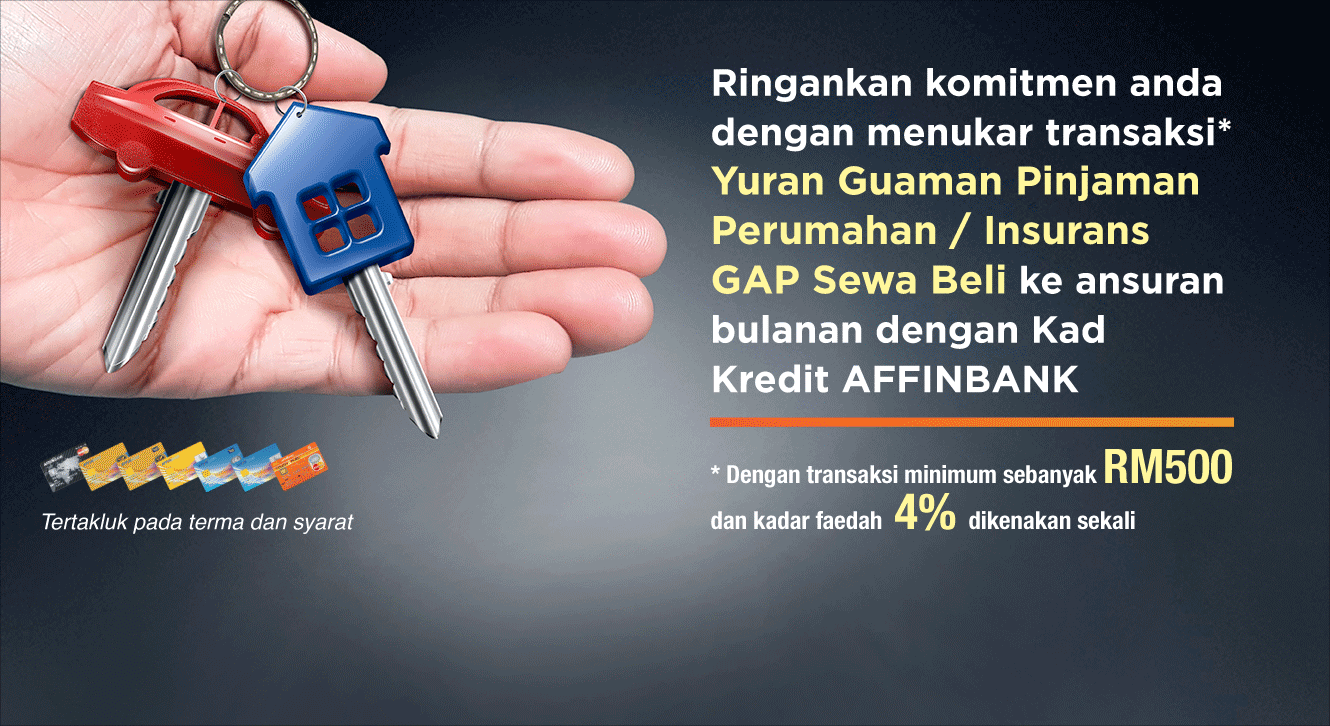 Ringankan komitmen anda
dengan menukar transaksi*
Yuran Guaman Pinjaman
Perumahan / Insurans
GAP Sewa Beli ke ansuran
bulanan dengan Kad
Kredit AFFINBANK
* Dengan transaksi minimum sebanyak RM500
dan kadar faedah 4% dikenakan sekali
Tertakluk pada terma dan syarat